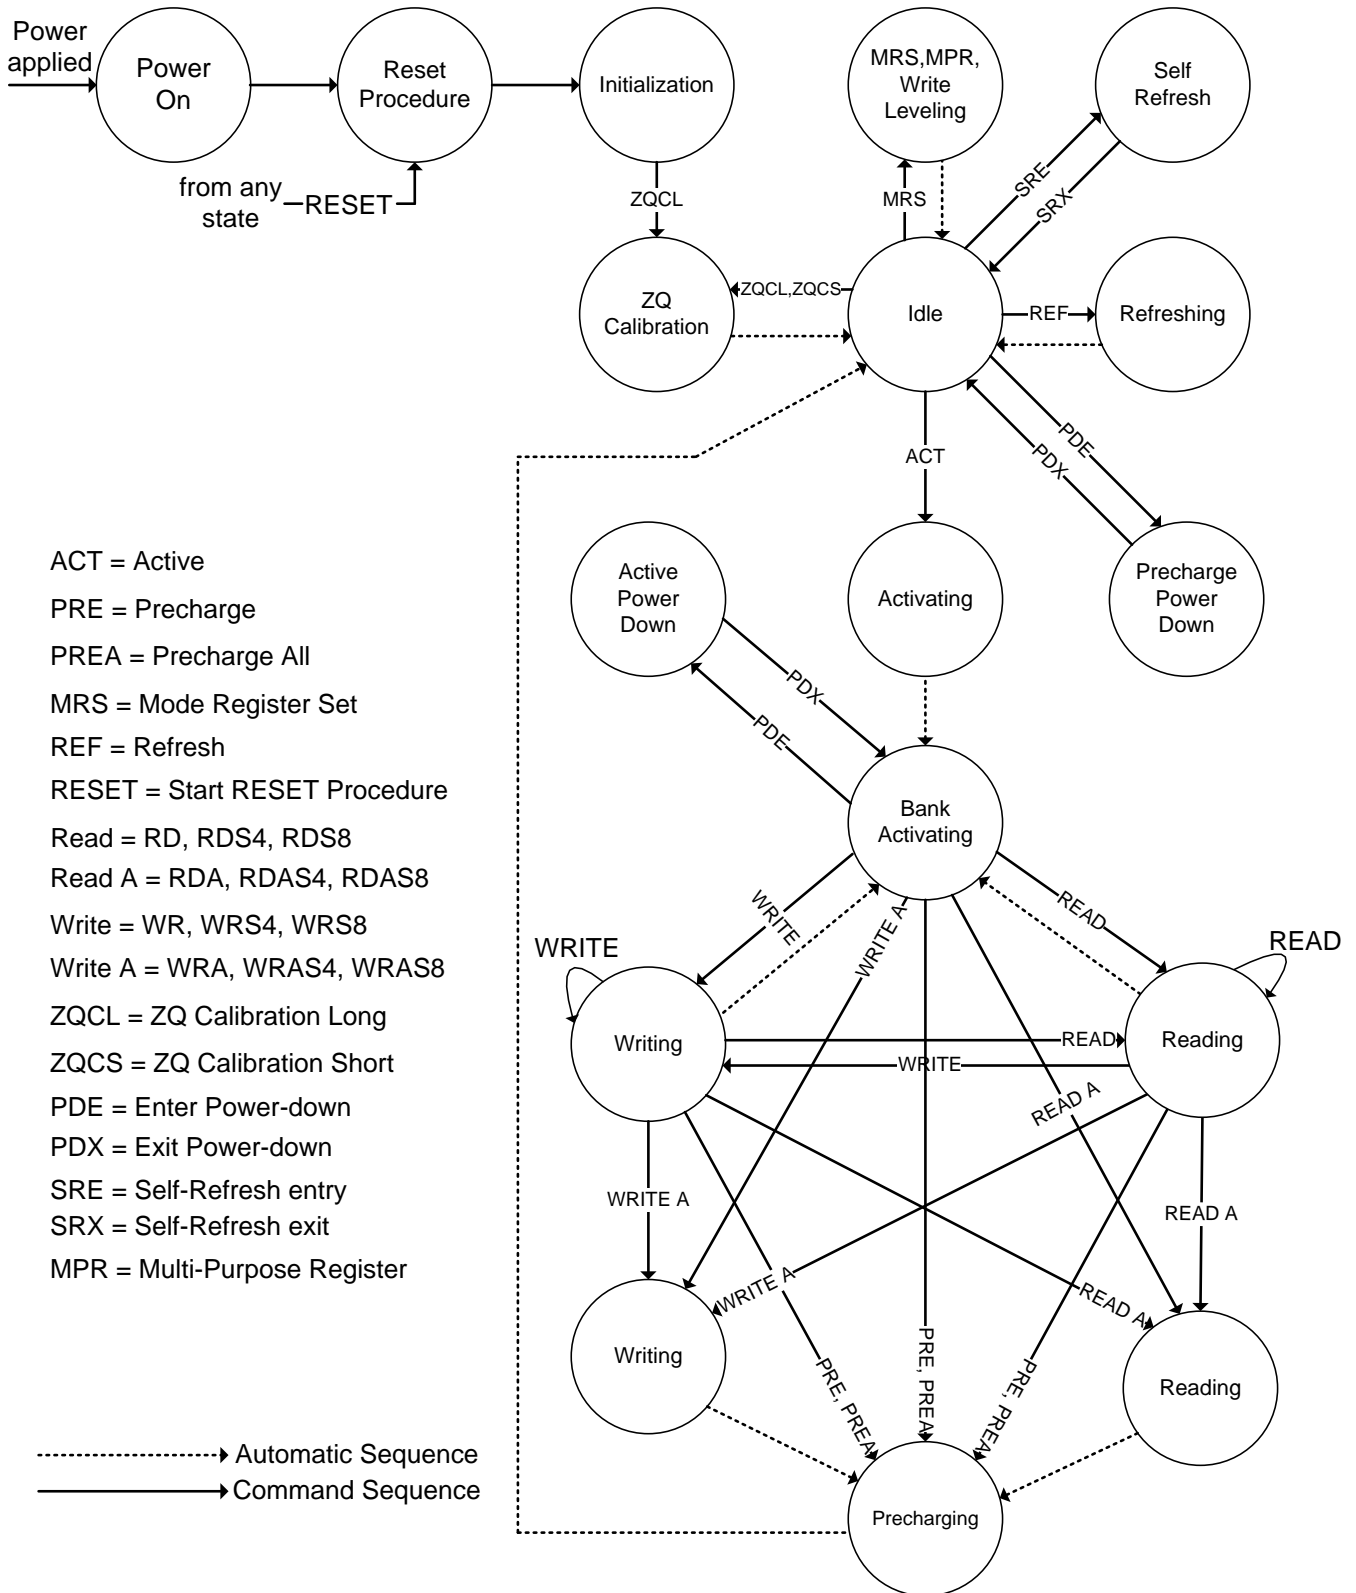 Power
applied
Power
On
Reset
Procedure
Initialization
MRS,MPR,
Write
Leveling
Self
Refresh
from any
state
RESET
ZQCL
MRS
SRE
SRX
ZQ
Calibration
ZQCL,ZQCS
Idle
REF
Refreshing
ACT
PDE
PDX
Active
Power
Down
Activating
Precharge
Power
Down
PDX
PDE
Bank
Activating
WRITE
WRITE A
READ
WRITE
READ
Writing
READ
WRITE
Reading
READ A
WRITE A
READ A
WRITE A
READ A
PRE, PREA
PRE, PREA
PRE, PREA
Writing
Reading
Precharging
ACT = Active
PRE = Precharge
PREA = Precharge All
MRS = Mode Register Set
REF = Refresh
RESET = Start RESET Procedure
Read = RD, RDS4, RDS8
Read A = RDA, RDAS4, RDAS8
Write = WR, WRS4, WRS8
Write A = WRA, WRAS4, WRAS8
ZQCL = ZQ Calibration Long
ZQCS = ZQ Calibration Short
PDE = Enter Power-down
PDX = Exit Power-down
SRE = Self-Refresh entry
SRX = Self-Refresh exit
MPR = Multi-Purpose Register
Automatic Sequence
Command Sequence